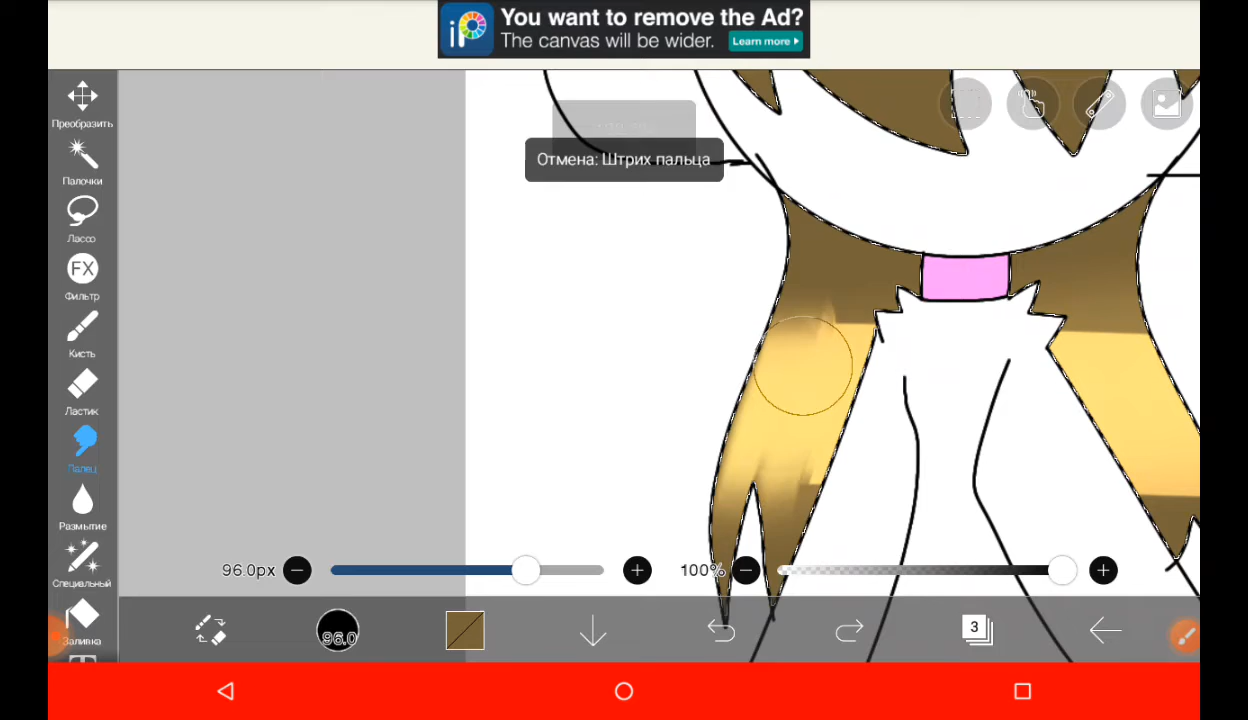 You want to remove the Ad?
The canvas will be wider.
Learn more
iP
Преобразить
Палочки
Лассо
FX
Фильтр
Кисть
Ластик
Палец
Размытие
Специальный
Заливка
Отмена: Штрих пальца
96.0px
100%
96.0
3